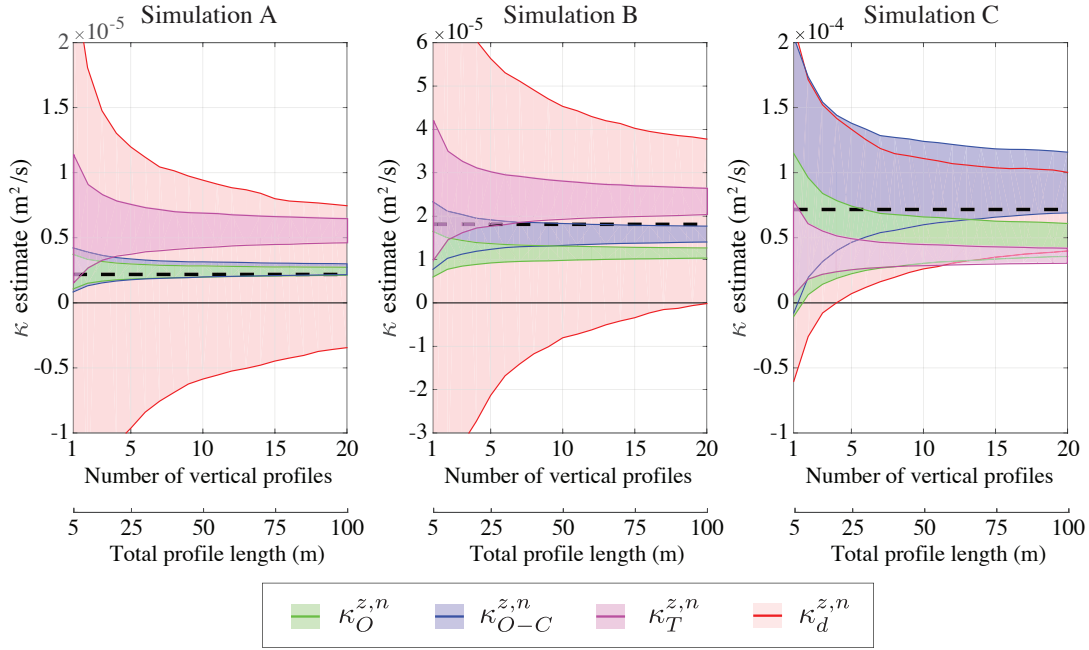 Simulation A
Simulation B
Simulation C
×10⁻⁵
×10⁻⁵
×10⁻⁴
κ estimate (m²/s)
2
1.5
1
0.5
0
-0.5
-1
κ estimate (m²/s)
6
5
4
3
2
1
0
-1
-2
-3
κ estimate (m²/s)
2
1.5
1
0.5
0
-0.5
-1
1 5 10 15 20
1 5 10 15 20
1 5 10 15 20
Number of vertical profiles
Number of vertical profiles
Number of vertical profiles
5 25 50 75 100
5 25 50 75 100
5 25 50 75 100
Total profile length (m)
Total profile length (m)
Total profile length (m)
κ_O^{z,n} κ_{O−C}^{z,n} κ_T^{z,n} κ_d^{z,n}